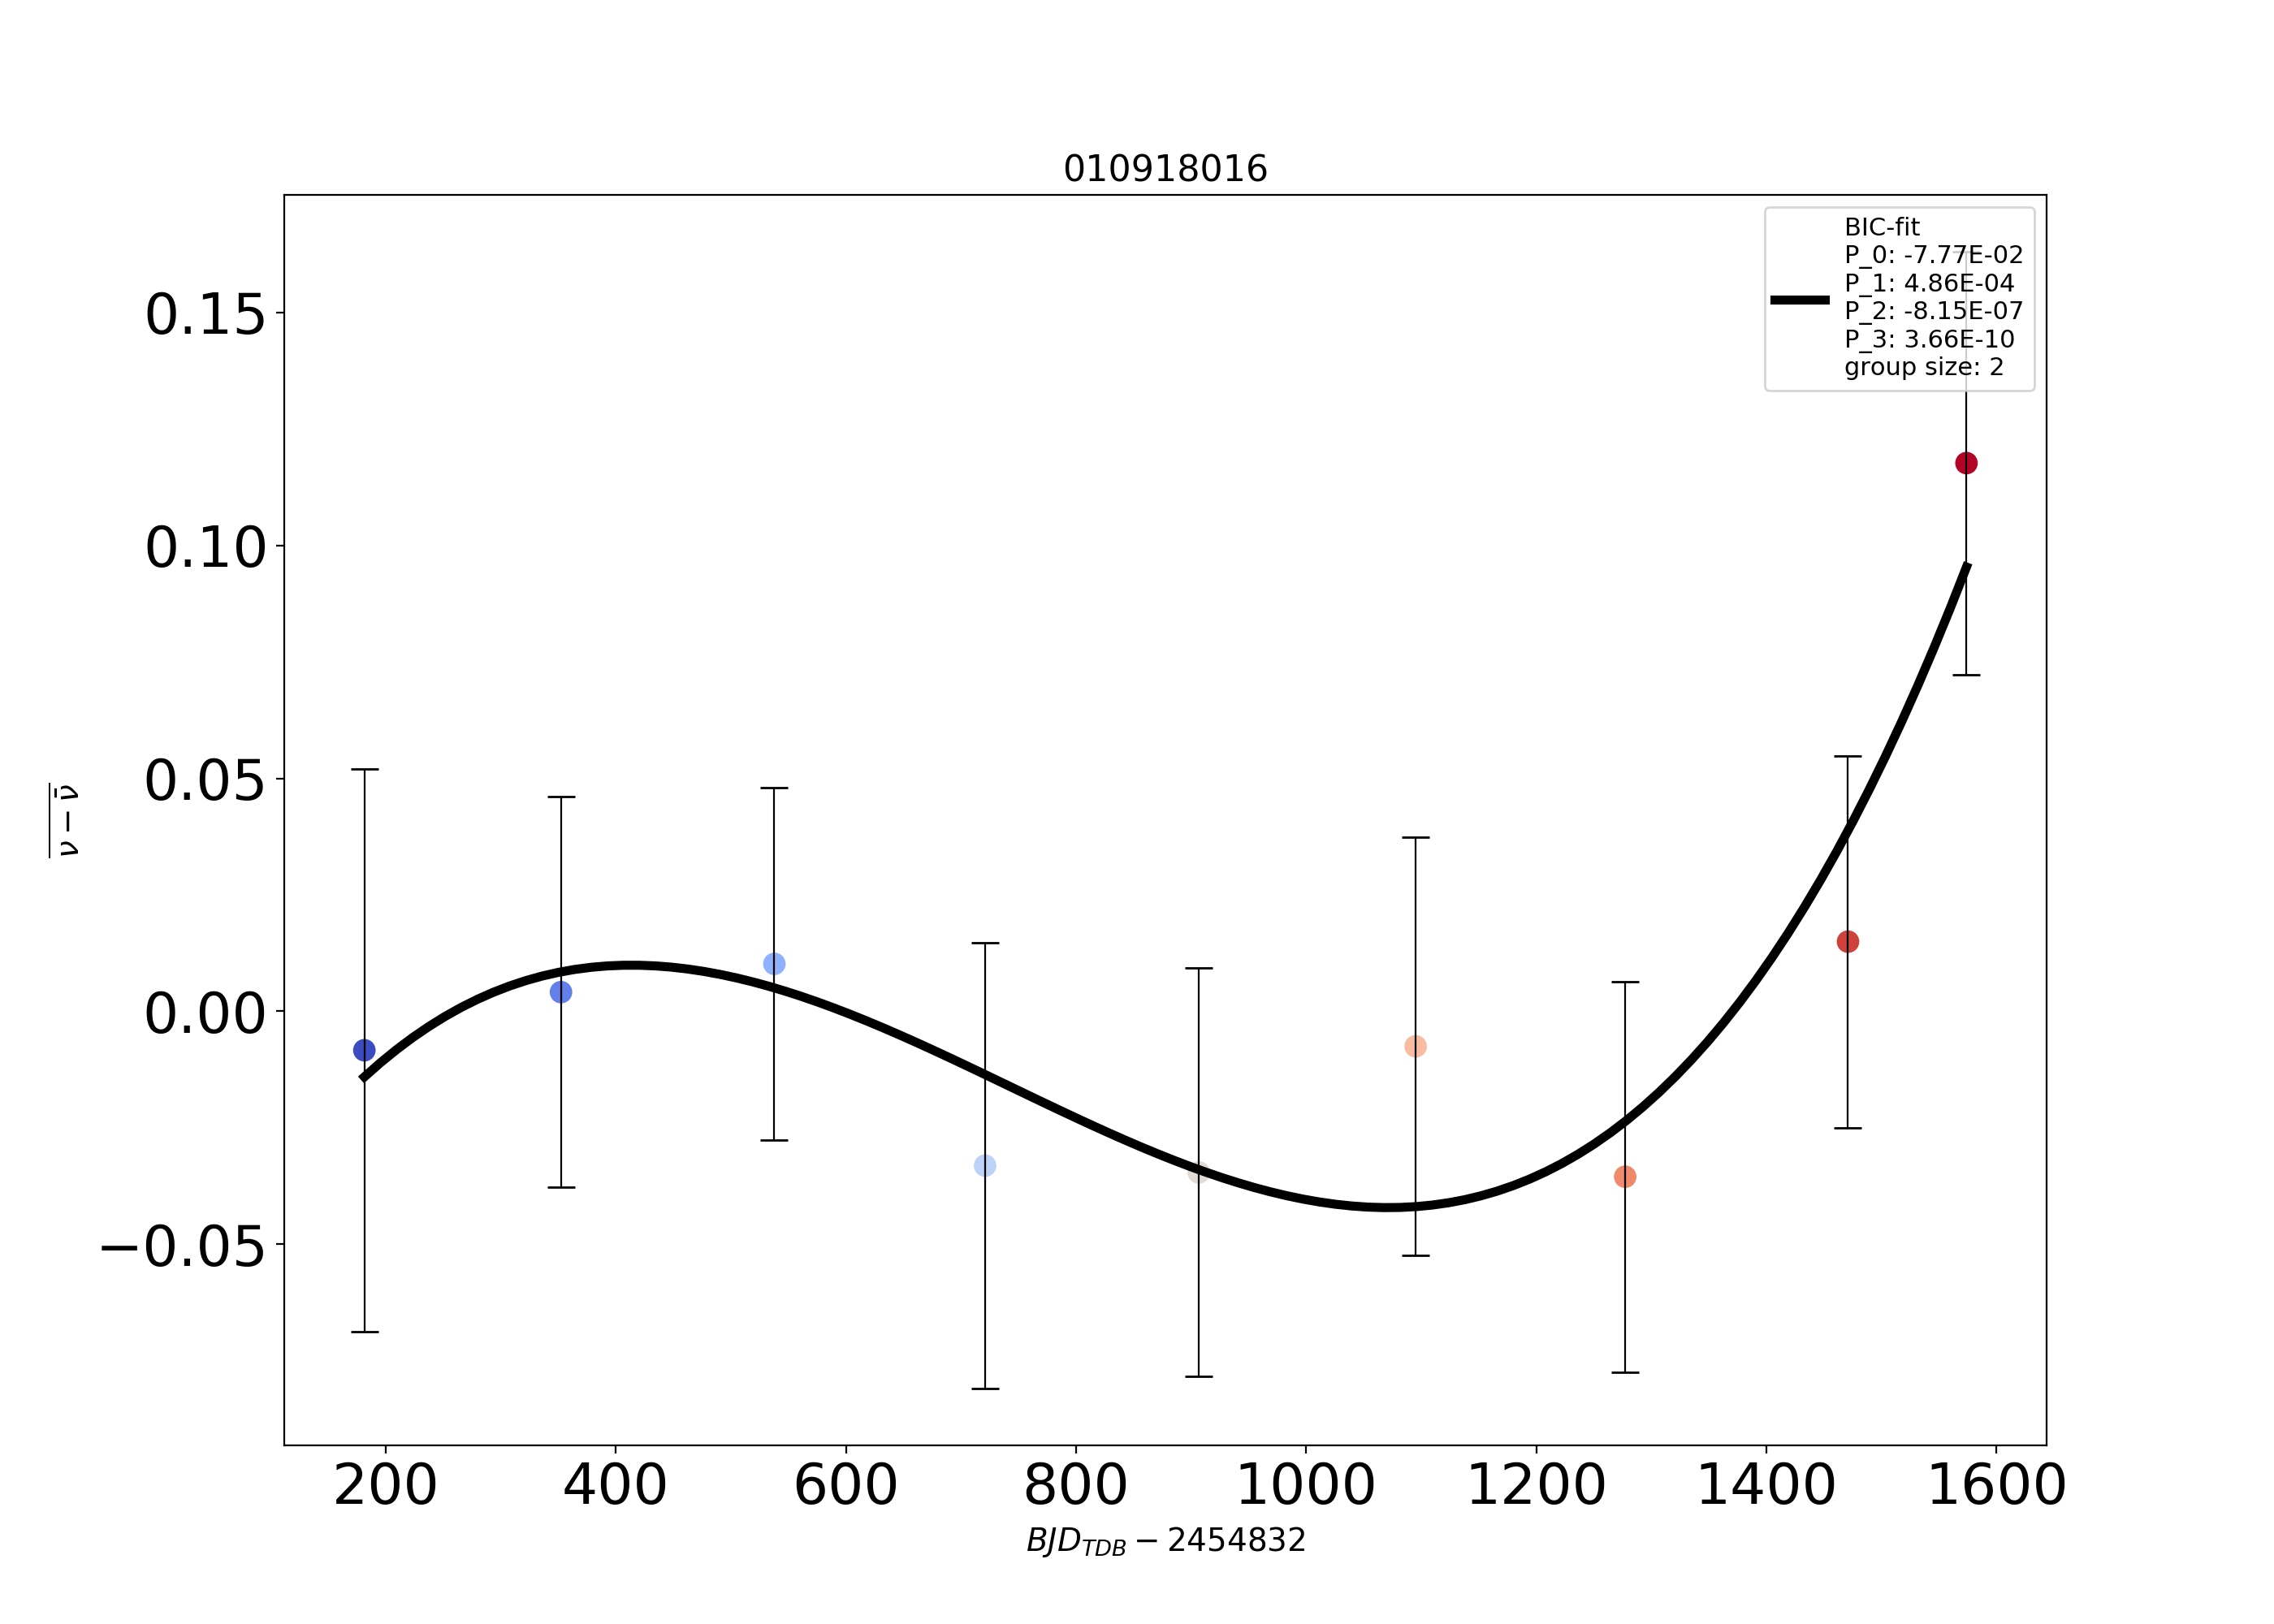 010918016
BIC-fit
P_0: -7.77E-02
P_1: 4.86E-04
P_2: -8.15E-07
P_3: 3.66E-10
group size: 2
0.15
0.10
0.05
0.00
−0.05
ν − ν̄
200 400 600 800 1000 1200 1400 1600
BJD_TDB − 2454832